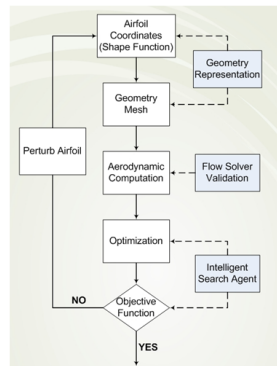 Airfoil
Coordinates
(Shape Function)
Geometry
Representation
Geometry
Mesh
Perturb Airfoil
Aerodynamic
Computation
Flow Solver
Validation
Optimization
Intelligent
Search Agent
NO
Objective
Function
YES